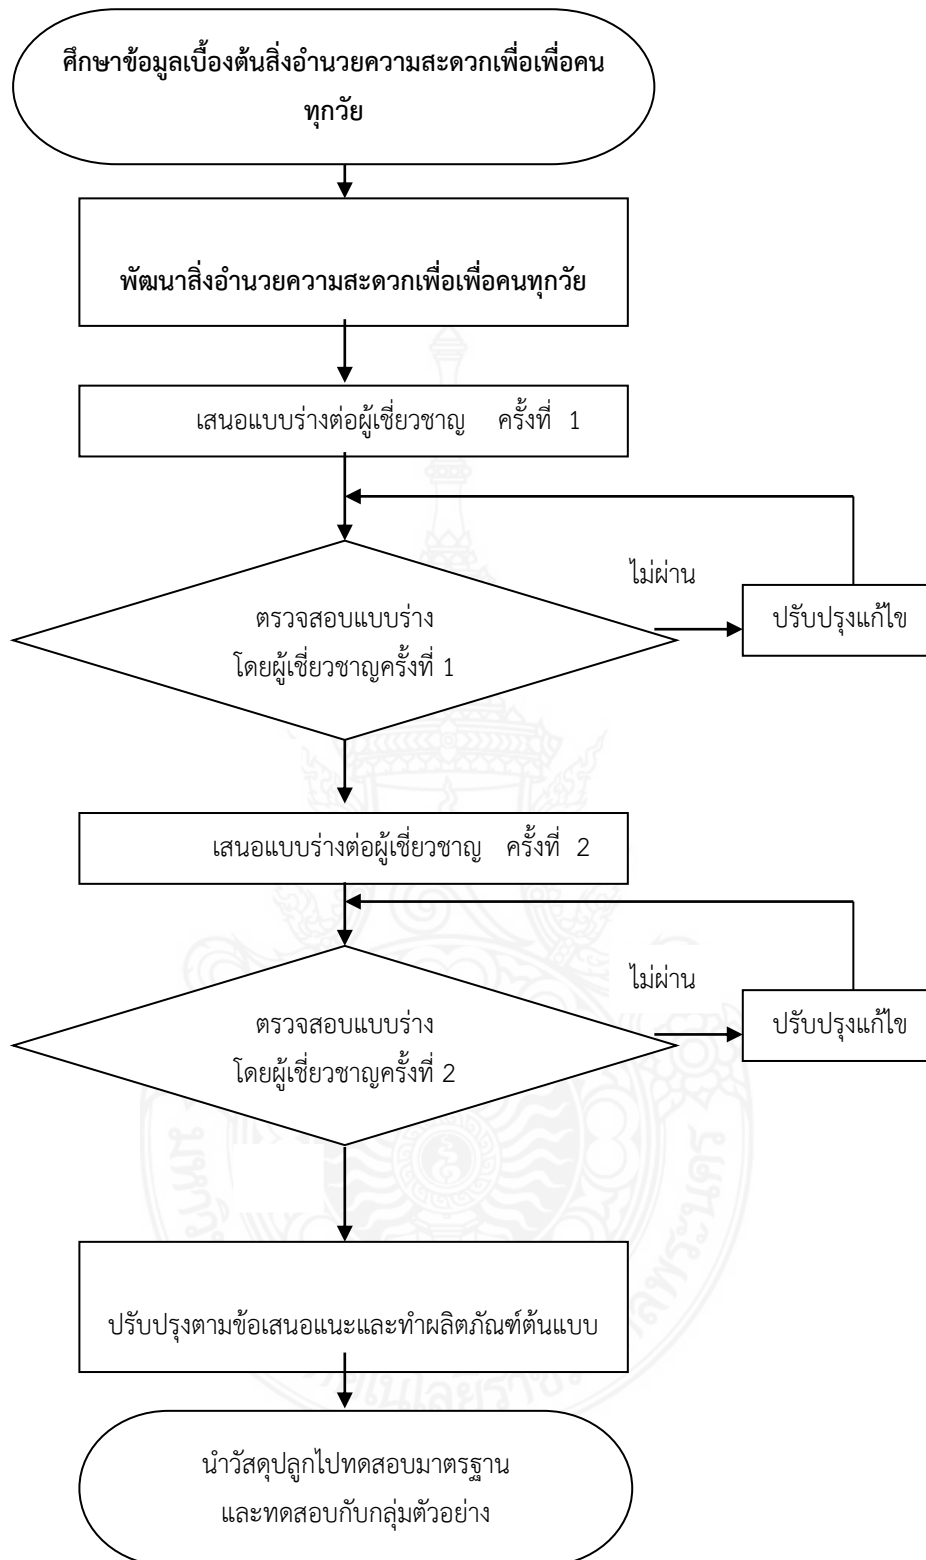 ศึกษาข้อมูลเบื้องต้นสิ่งอำนวยความสะดวกเพื่อเพื่อคน
ทุกวัย
พัฒนาสิ่งอำนวยความสะดวกเพื่อเพื่อคนทุกวัย
เสนอแบบร่างต่อผู้เชี่ยวชาญ ครั้งที่ 1
ไม่ผ่าน
ปรับปรุงแก้ไข
ตรวจสอบแบบร่าง
โดยผู้เชี่ยวชาญครั้งที่ 1
เสนอแบบร่างต่อผู้เชี่ยวชาญ ครั้งที่ 2
ไม่ผ่าน
ปรับปรุงแก้ไข
ตรวจสอบแบบร่าง
โดยผู้เชี่ยวชาญครั้งที่ 2
ปรับปรุงตามข้อเสนอแนะและทำผลิตภัณฑ์ต้นแบบ
นำวัสดุปลูกไปทดสอบมาตรฐาน
และทดสอบกับกลุ่มตัวอย่าง